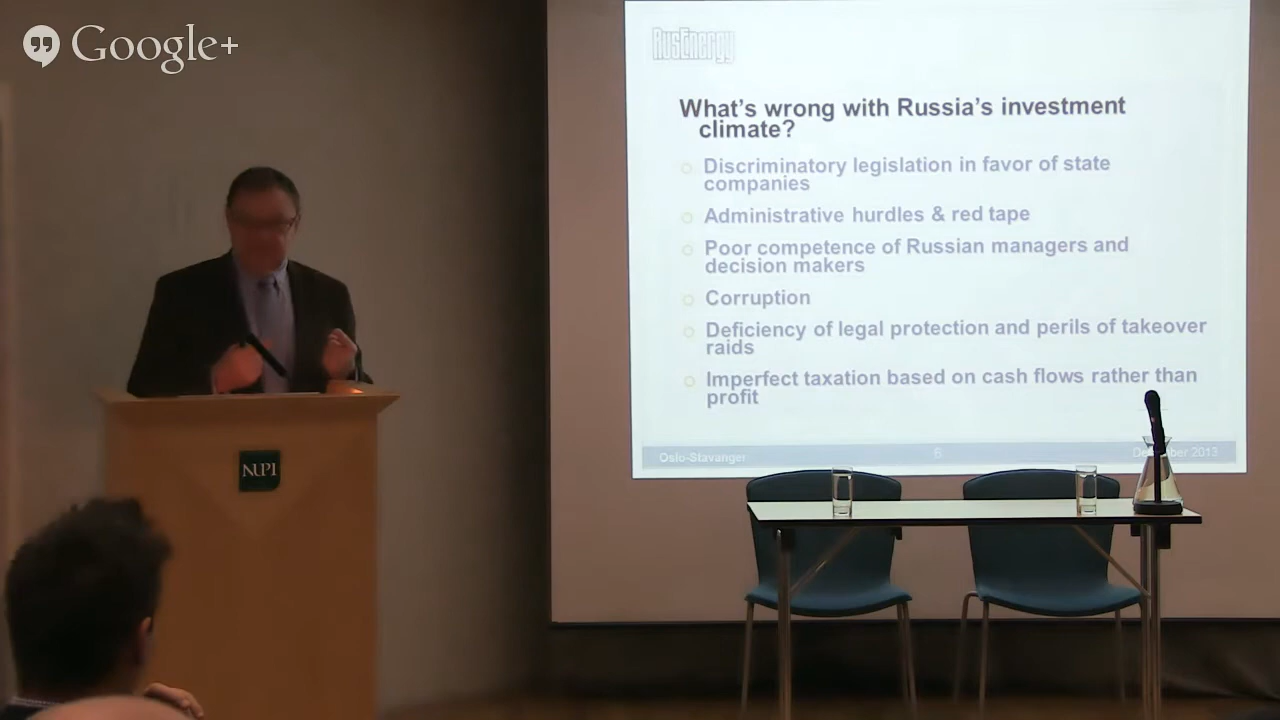 Google+
RusEnergy
What's wrong with Russia's investment
climate?
Discriminatory legislation in favor of state
companies
Administrative hurdles & red tape
Poor competence of Russian managers and
decision makers
Corruption
Deficiency of legal protection and perils of takeover
raids
Imperfect taxation based on cash flows rather than
profit
Oslo-Stavanger 6 2013
NUPI